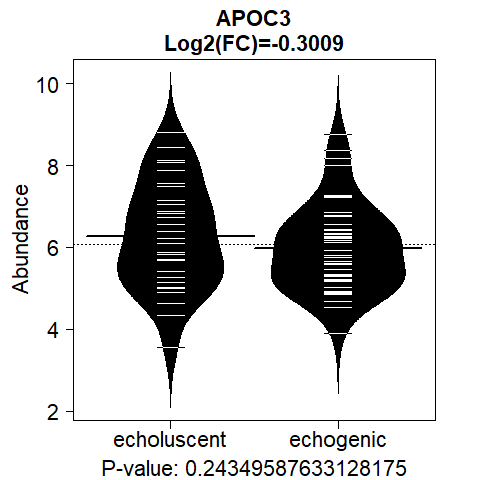 APOC3
Log2(FC)=-0.3009
Abundance
10
8
6
4
2
echoluscent echogenic
P-value: 0.24349587633128175